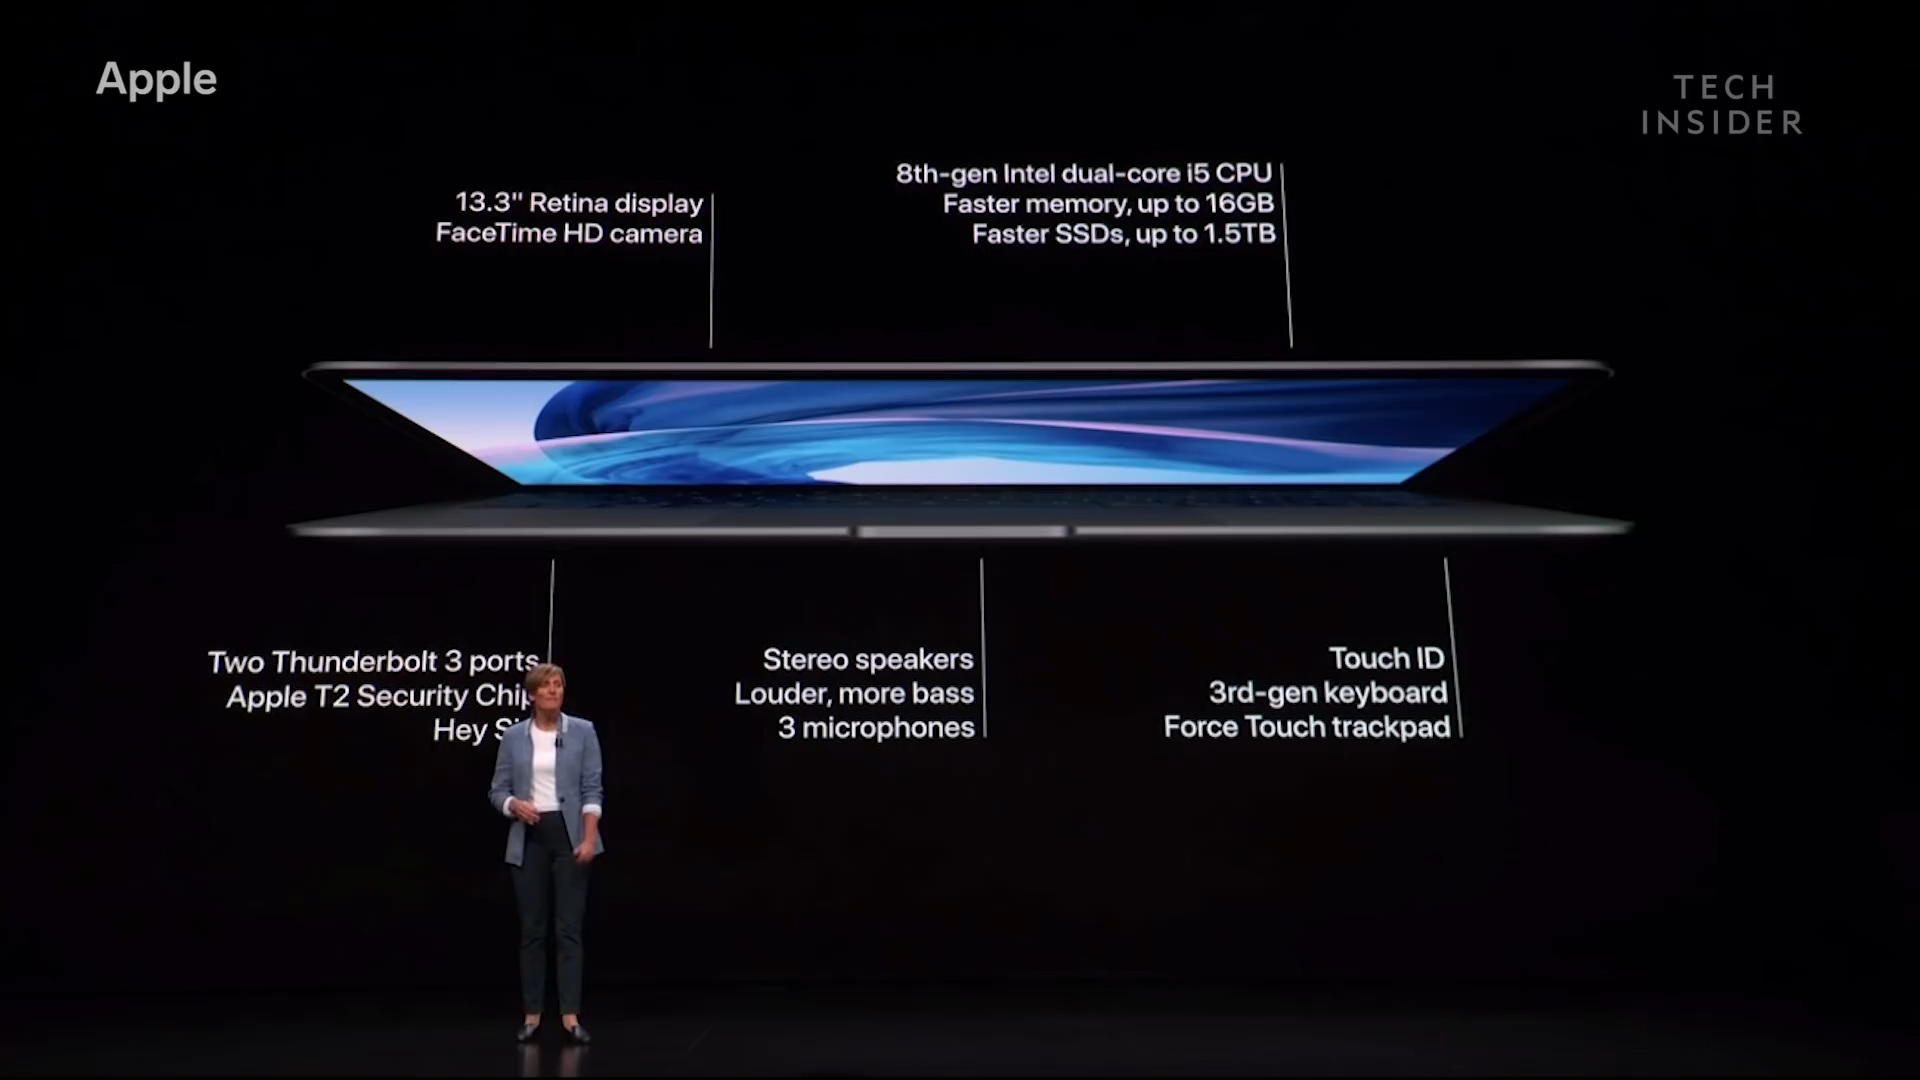 Apple
TECH
INSIDER
13.3" Retina display
FaceTime HD camera
8th-gen Intel dual-core i5 CPU
Faster memory, up to 16GB
Faster SSDs, up to 1.5TB
Two Thunderbolt 3 ports
Apple T2 Security Chip
Hey
Stereo speakers
Louder, more bass
3 microphones
Touch ID
3rd-gen keyboard
Force Touch trackpad